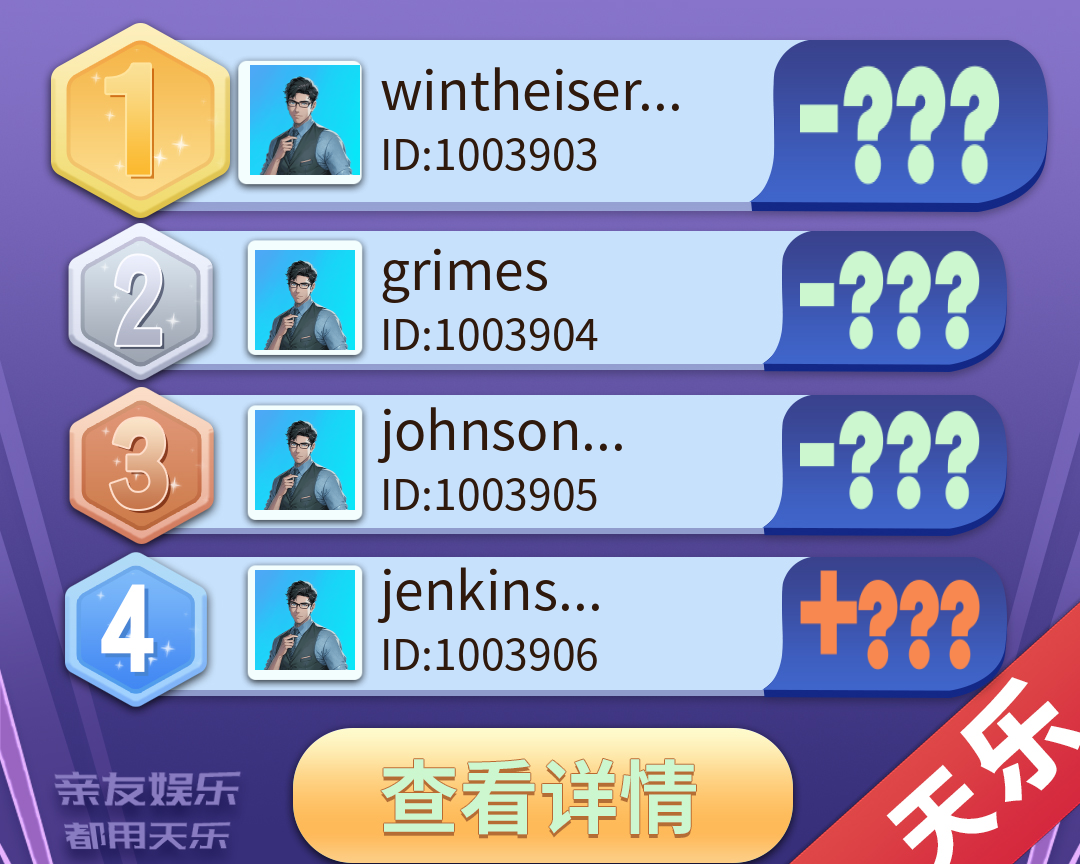 1
wintheiser...
ID:1003903
-???
2
grimes
ID:1003904
-???
3
johnson...
ID:1003905
-???
4
jenkins...
ID:1003906
+???
天乐
查看详情
亲友娱乐
都用天乐